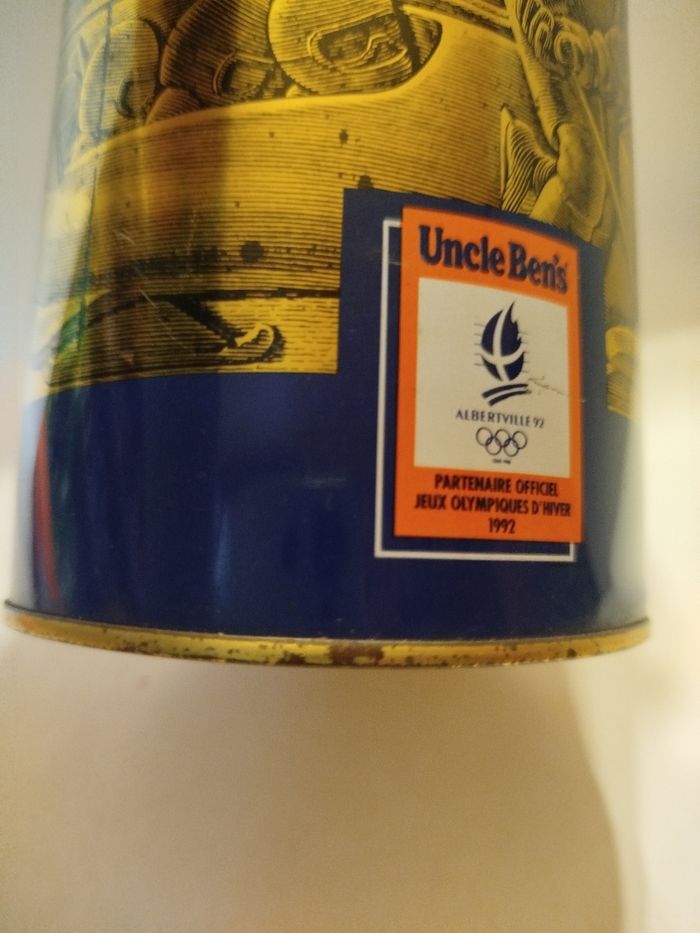 Uncle Ben's
ALBERTVILLE 92
PARTENAIRE OFFICIEL
JEUX OLYMPIQUES D'HIVER
1992